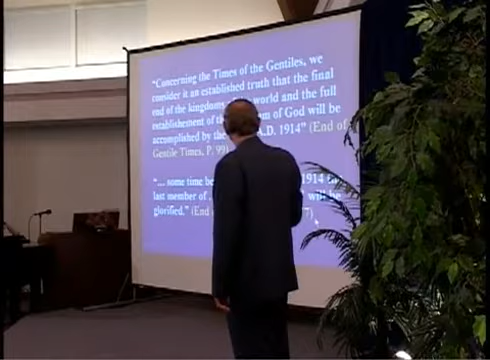 "Concerning the Times of the Gentiles, we
consider it an established truth that the final
end of the kingdoms world and the full
establishment of of God will be
accomplished by the A.D. 1914" (End of
Gentile Times, P. 99)
"... some time be 1914 the
last member of will be
glorified." (End